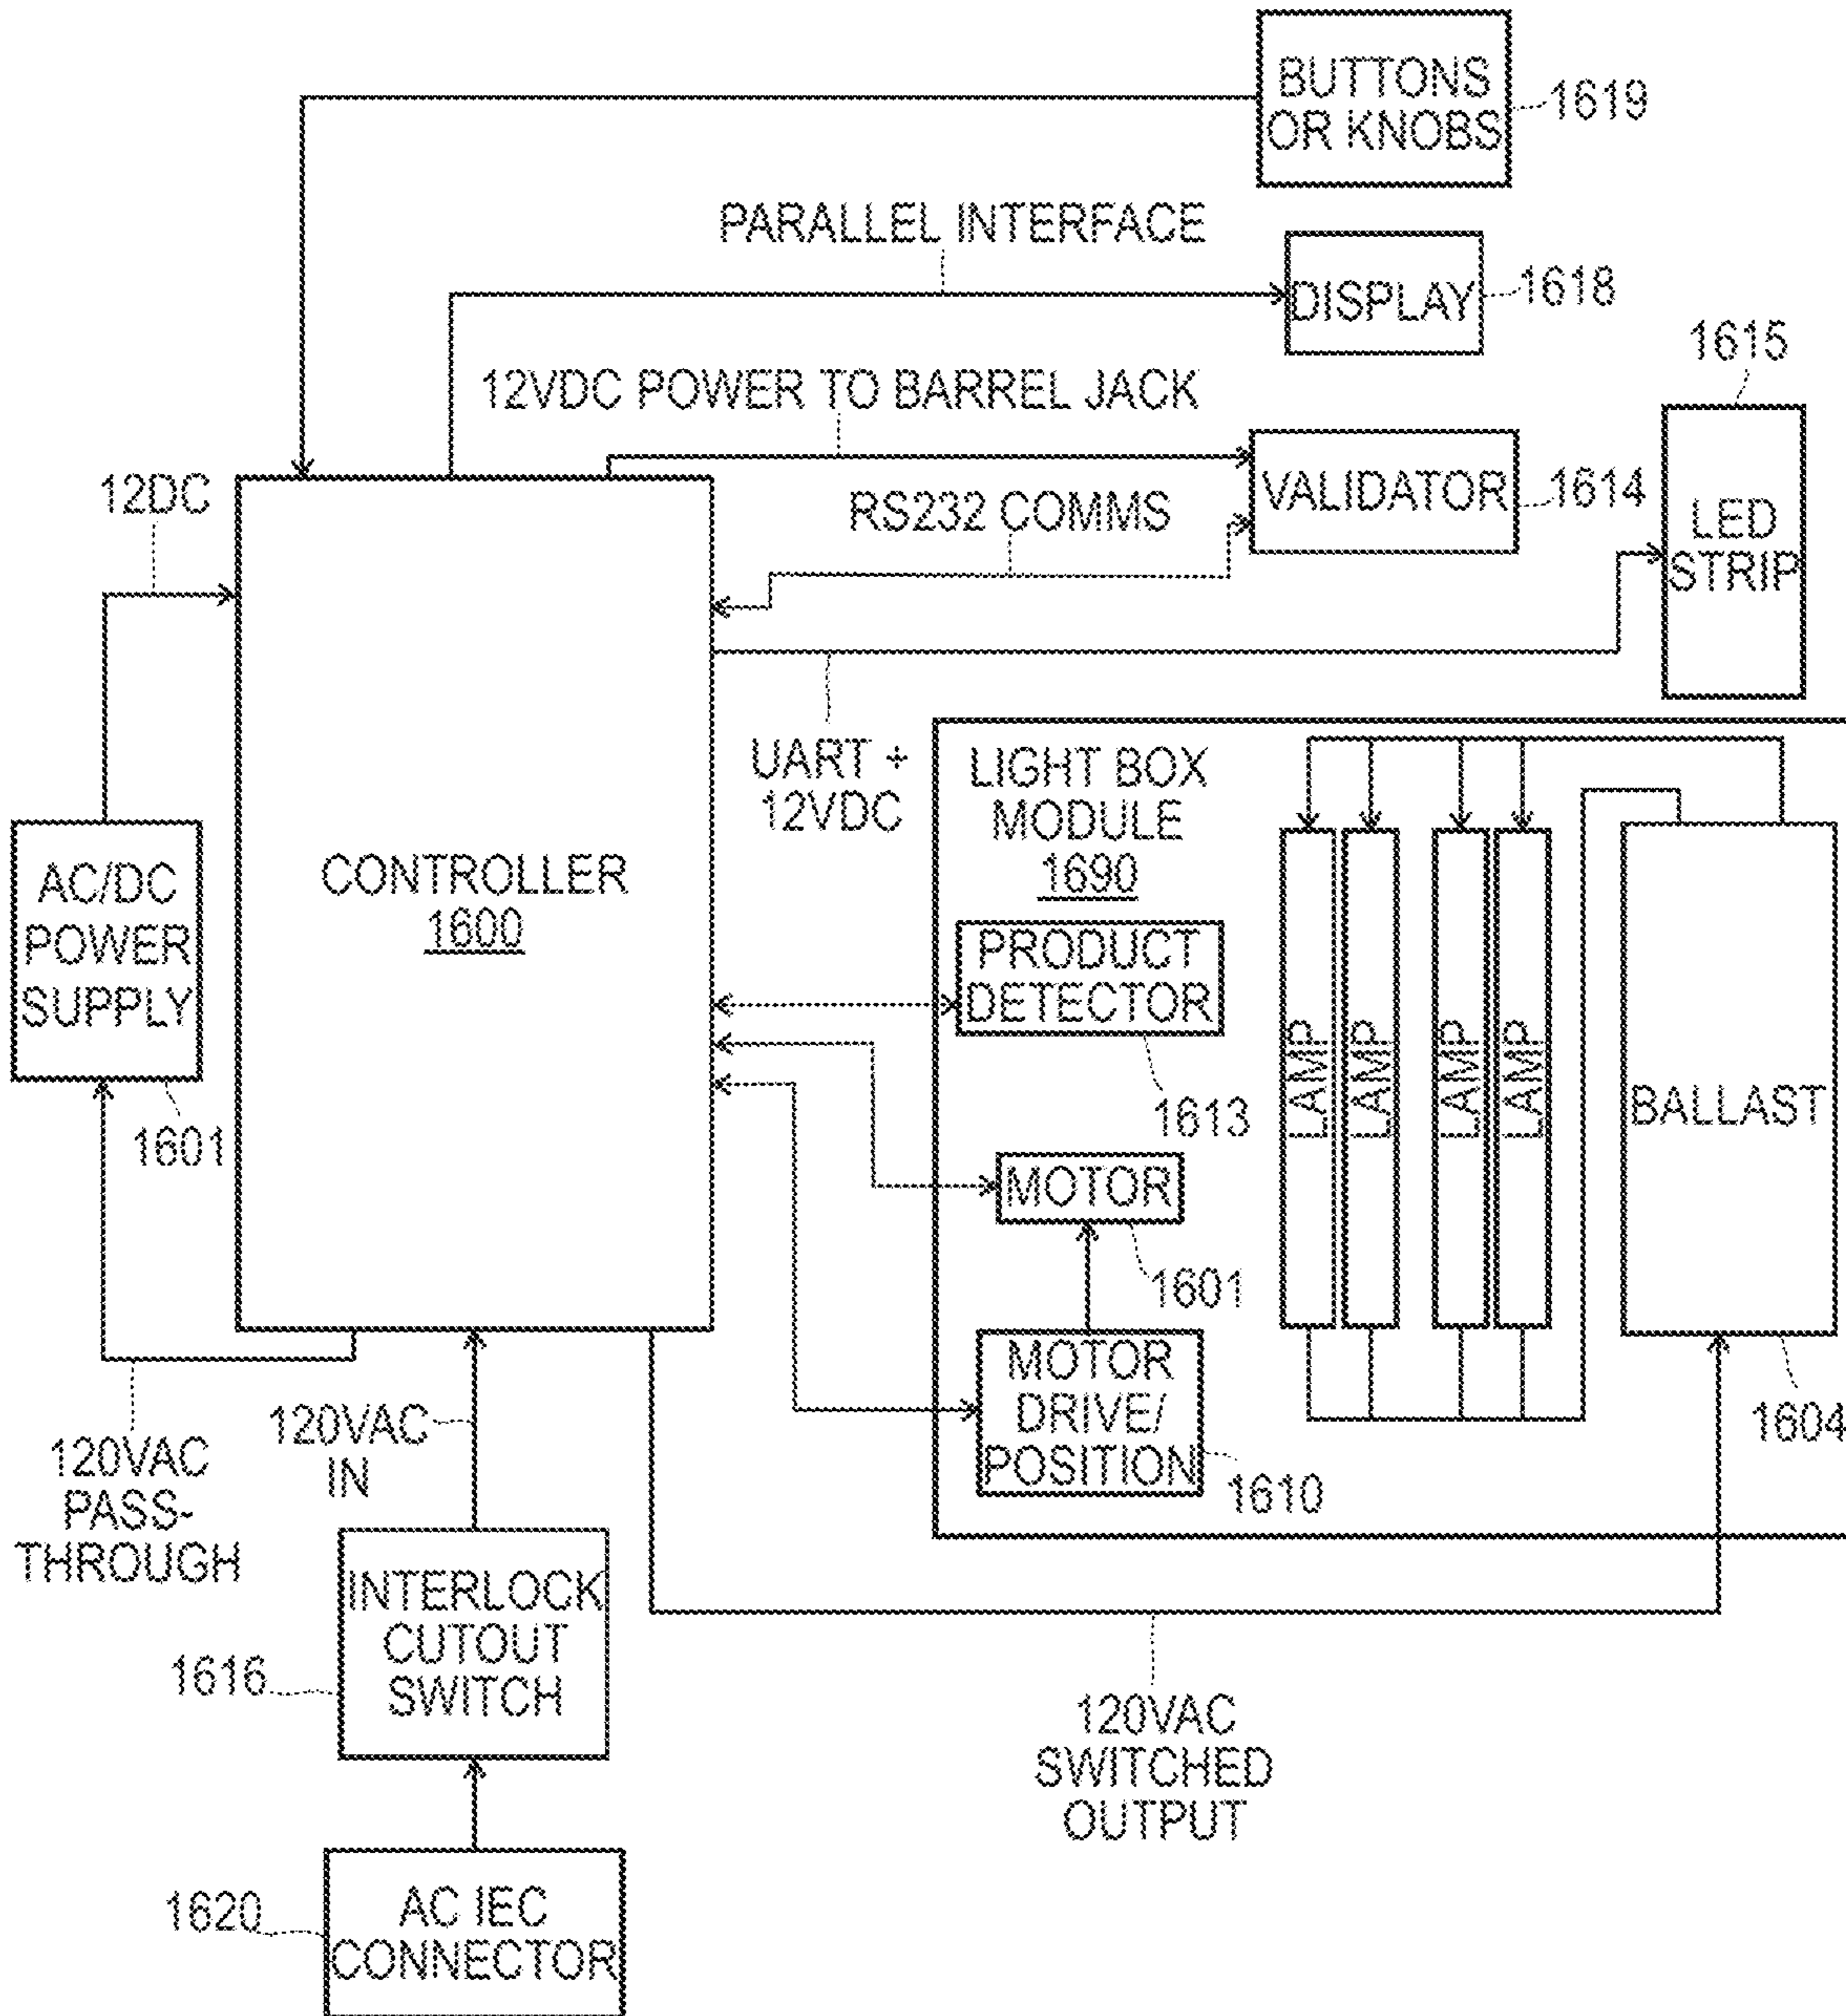 BUTTONS
OR KNOBS
1619
PARALLEL INTERFACE
DISPLAY
1618
1615
12VDC POWER TO BARREL JACK
VALIDATOR
1614
LED
STRIP
12DC
RS232 COMMS
UART +
12VDC
LIGHT BOX
MODULE
1690
CONTROLLER
1600
AC/DC
POWER
SUPPLY
1601
PRODUCT
DETECTOR
1613
LAMP
LAMP
LAMP
LAMP
BALLAST
1604
MOTOR
1601
MOTOR
DRIVE/
POSITION
1610
120VAC
PASS-
THROUGH
120VAC
IN
INTERLOCK
CUTOUT
SWITCH
1616
120VAC
SWITCHED
OUTPUT
1620
AC IEC
CONNECTOR